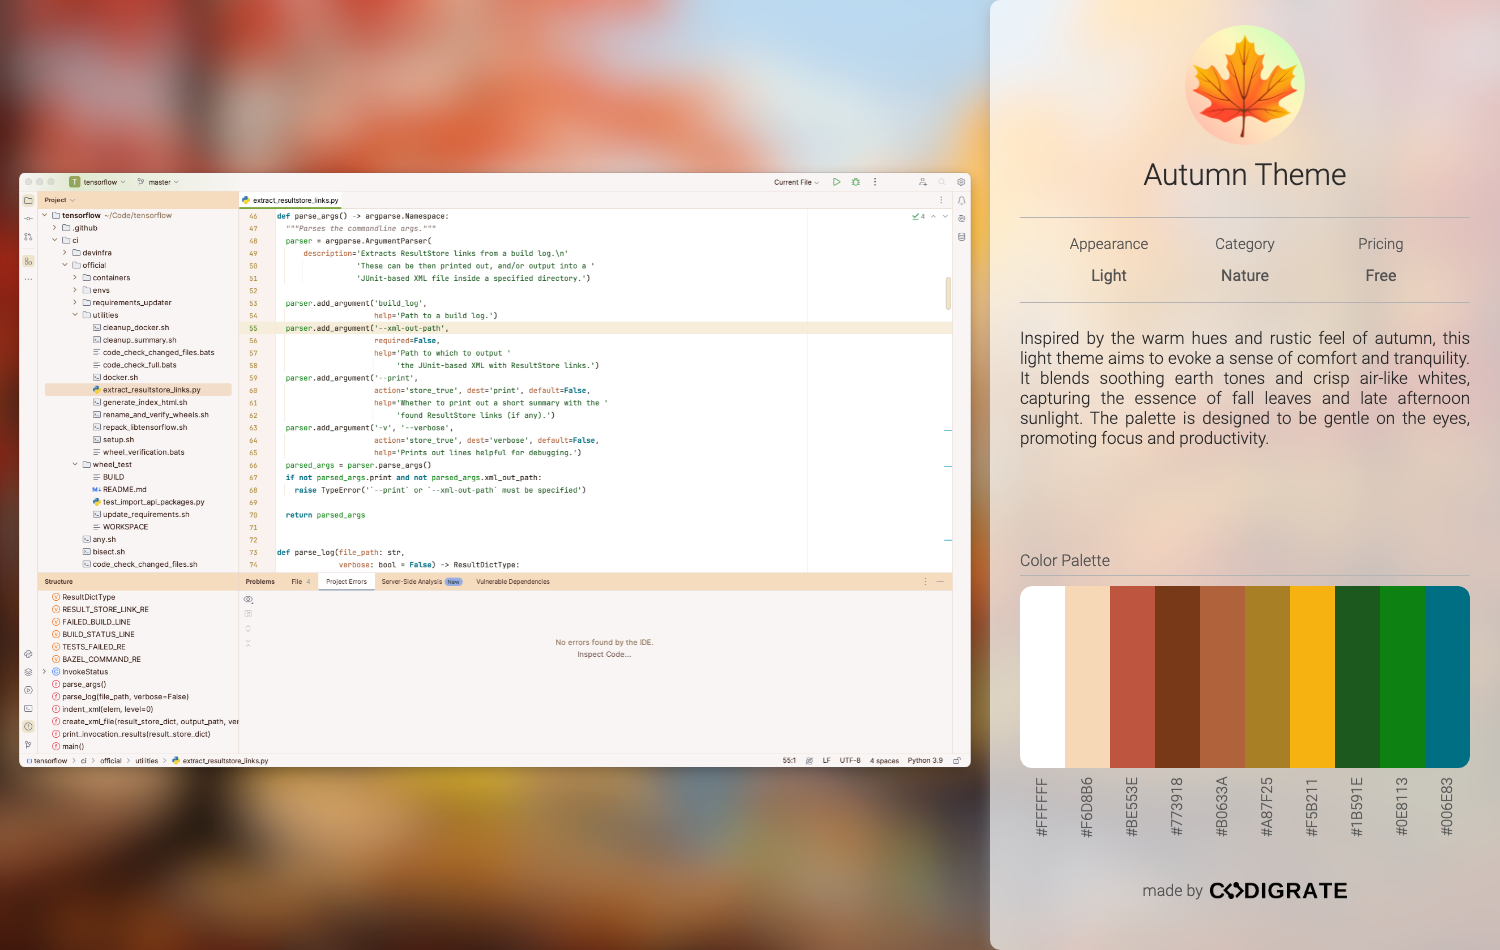 T tensorflow master
Current File
Project
extract_resultstore_links.py
tensorflow ~/Code/tensorflow
.github
ci
devinfra
official
containers
envs
requirements_updater
utilities
cleanup_docker.sh
cleanup_summary.sh
code_check_changed_files.bats
code_check_full.bats
docker.sh
extract_resultstore_links.py
generate_index_html.sh
rename_and_verify_wheels.sh
repack_libtensorflow.sh
setup.sh
wheel_verification.bats
wheel_test
BUILD
README.md
test_import_api_packages.py
update_requirements.sh
WORKSPACE
any.sh
bisect.sh
code_check_changed_files.sh
4
46 def parse_args() -> argparse.Namespace:
47 """Parses the commandline args."""
48 parser = argparse.ArgumentParser(
49 description='Extracts ResultStore links from a build log.\n'
50 'These can be then printed out, and/or output into a '
51 'JUnit-based XML file inside a specified directory.')
52
53 parser.add_argument('build_log',
54 help='Path to a build log.')
55 parser.add_argument('--xml-out-path',
56 required=False,
57 help='Path to which to output '
58 'the JUnit-based XML with ResultStore links.')
59 parser.add_argument('--print',
60 action='store_true', dest='print', default=False,
61 help='Whether to print out a short summary with the '
62 'found ResultStore links (if any).')
63 parser.add_argument('-v', '--verbose',
64 action='store_true', dest='verbose', default=False,
65 help='Prints out lines helpful for debugging.')
66 parsed_args = parser.parse_args()
67 if not parsed_args.print and not parsed_args.xml_out_path:
68 raise TypeError('`--print` or `--xml-out-path` must be specified')
69
70 return parsed_args
71
72
73 def parse_log(file_path: str,
74 verbose: bool = False) -> ResultDictType:
Structure
ResultDictType
RESULT_STORE_LINK_RE
FAILED_BUILD_LINE
BUILD_STATUS_LINE
TESTS_FAILED_RE
BAZEL_COMMAND_RE
InvokeStatus
parse_args()
parse_log(file_path, verbose=False)
indent_xml(elem, level=0)
create_xml_file(result_store_dict, output_path, ver
print_invocation_results(result_store_dict)
main()
Problems File 4 Project Errors Server-Side Analysis New Vulnerable Dependencies
No errors found by the IDE.
Inspect Code...
tensorflow > ci > official > utilities > extract_resultstore_links.py
55:1 LF UTF-8 4 spaces Python 3.9
Autumn Theme
Appearance Category Pricing
Light Nature Free
Inspired by the warm hues and rustic feel of autumn, this
light theme aims to evoke a sense of comfort and tranquility.
It blends soothing earth tones and crisp air-like whites,
capturing the essence of fall leaves and late afternoon
sunlight. The palette is designed to be gentle on the eyes,
promoting focus and productivity.
Color Palette
#FFFFFF
#F6D8B6
#BE553E
#773918
#B0633A
#A87F25
#F5B211
#1B591E
#0E8113
#006E83
made by CODIGRATE